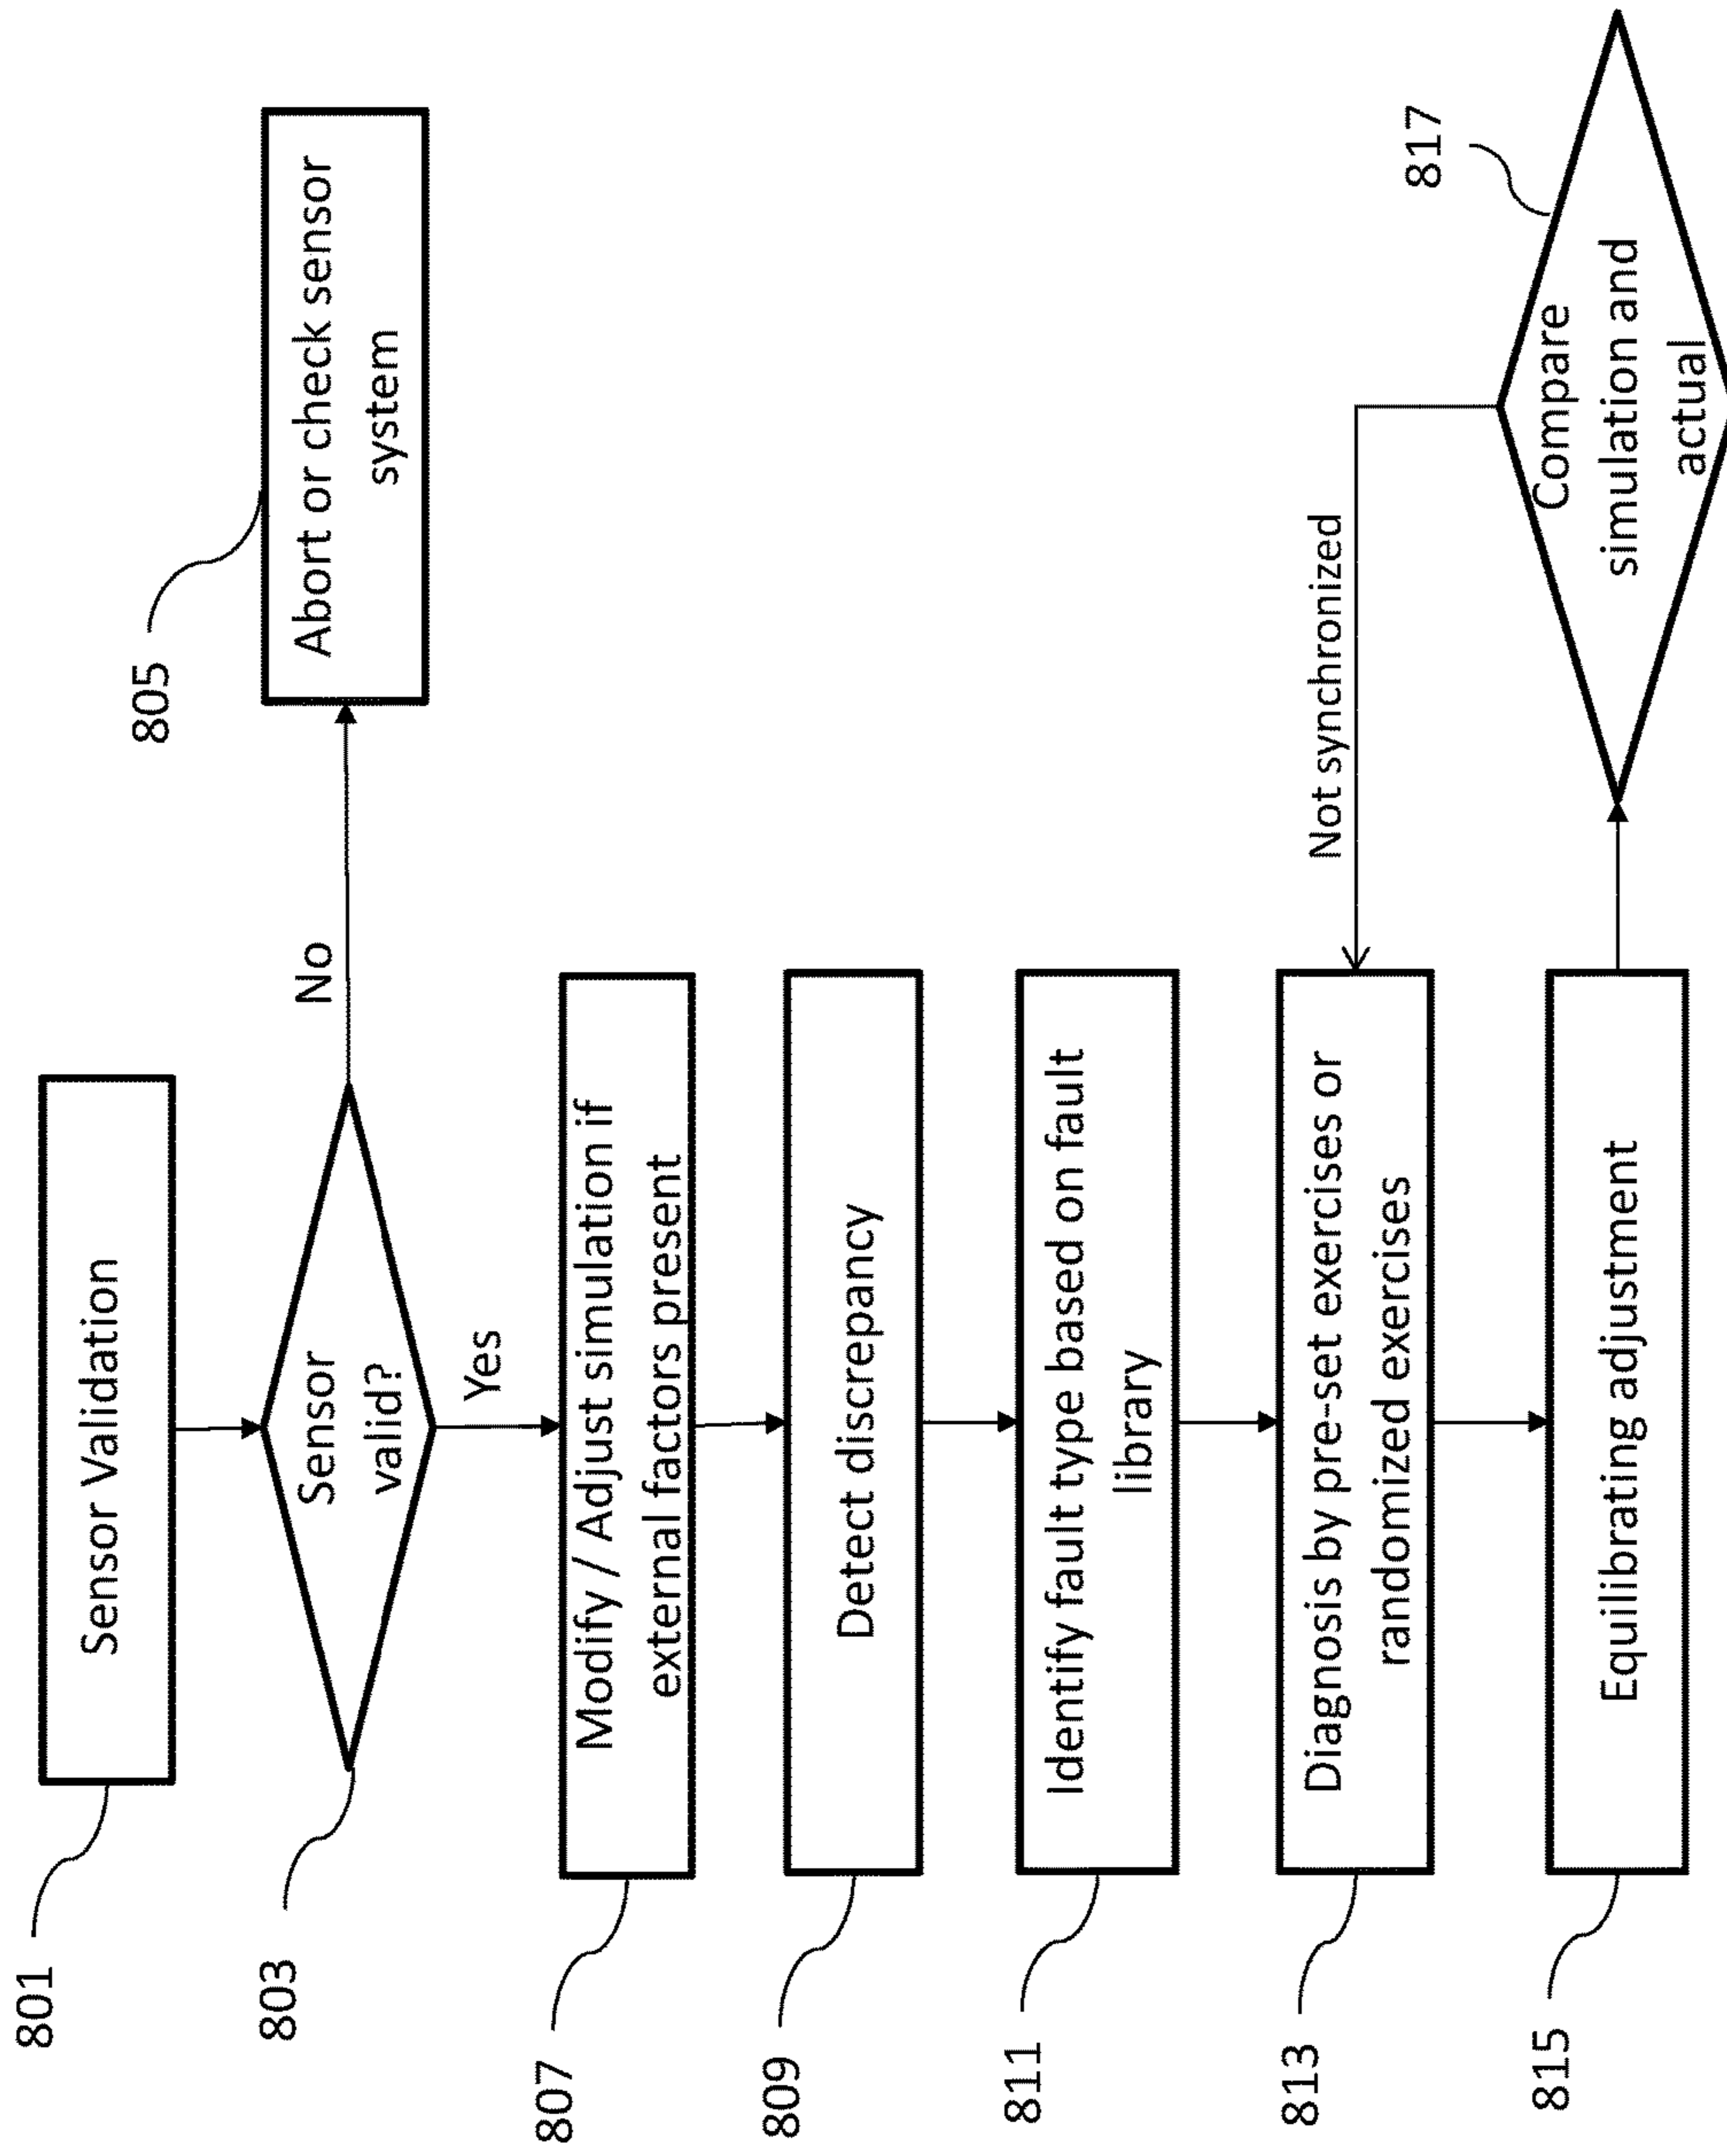 801
Sensor Validation
803
Sensor
valid?
No
805
Abort or check sensor
system
Yes
807
Modify / Adjust simulation if
external factors present
809
Detect discrepancy
811
Identify fault type based on fault
library
813
Diagnosis by pre-set exercises or
randomized exercises
Not synchronized
815
Equilibrating adjustment
817
Compare
simulation and
actual